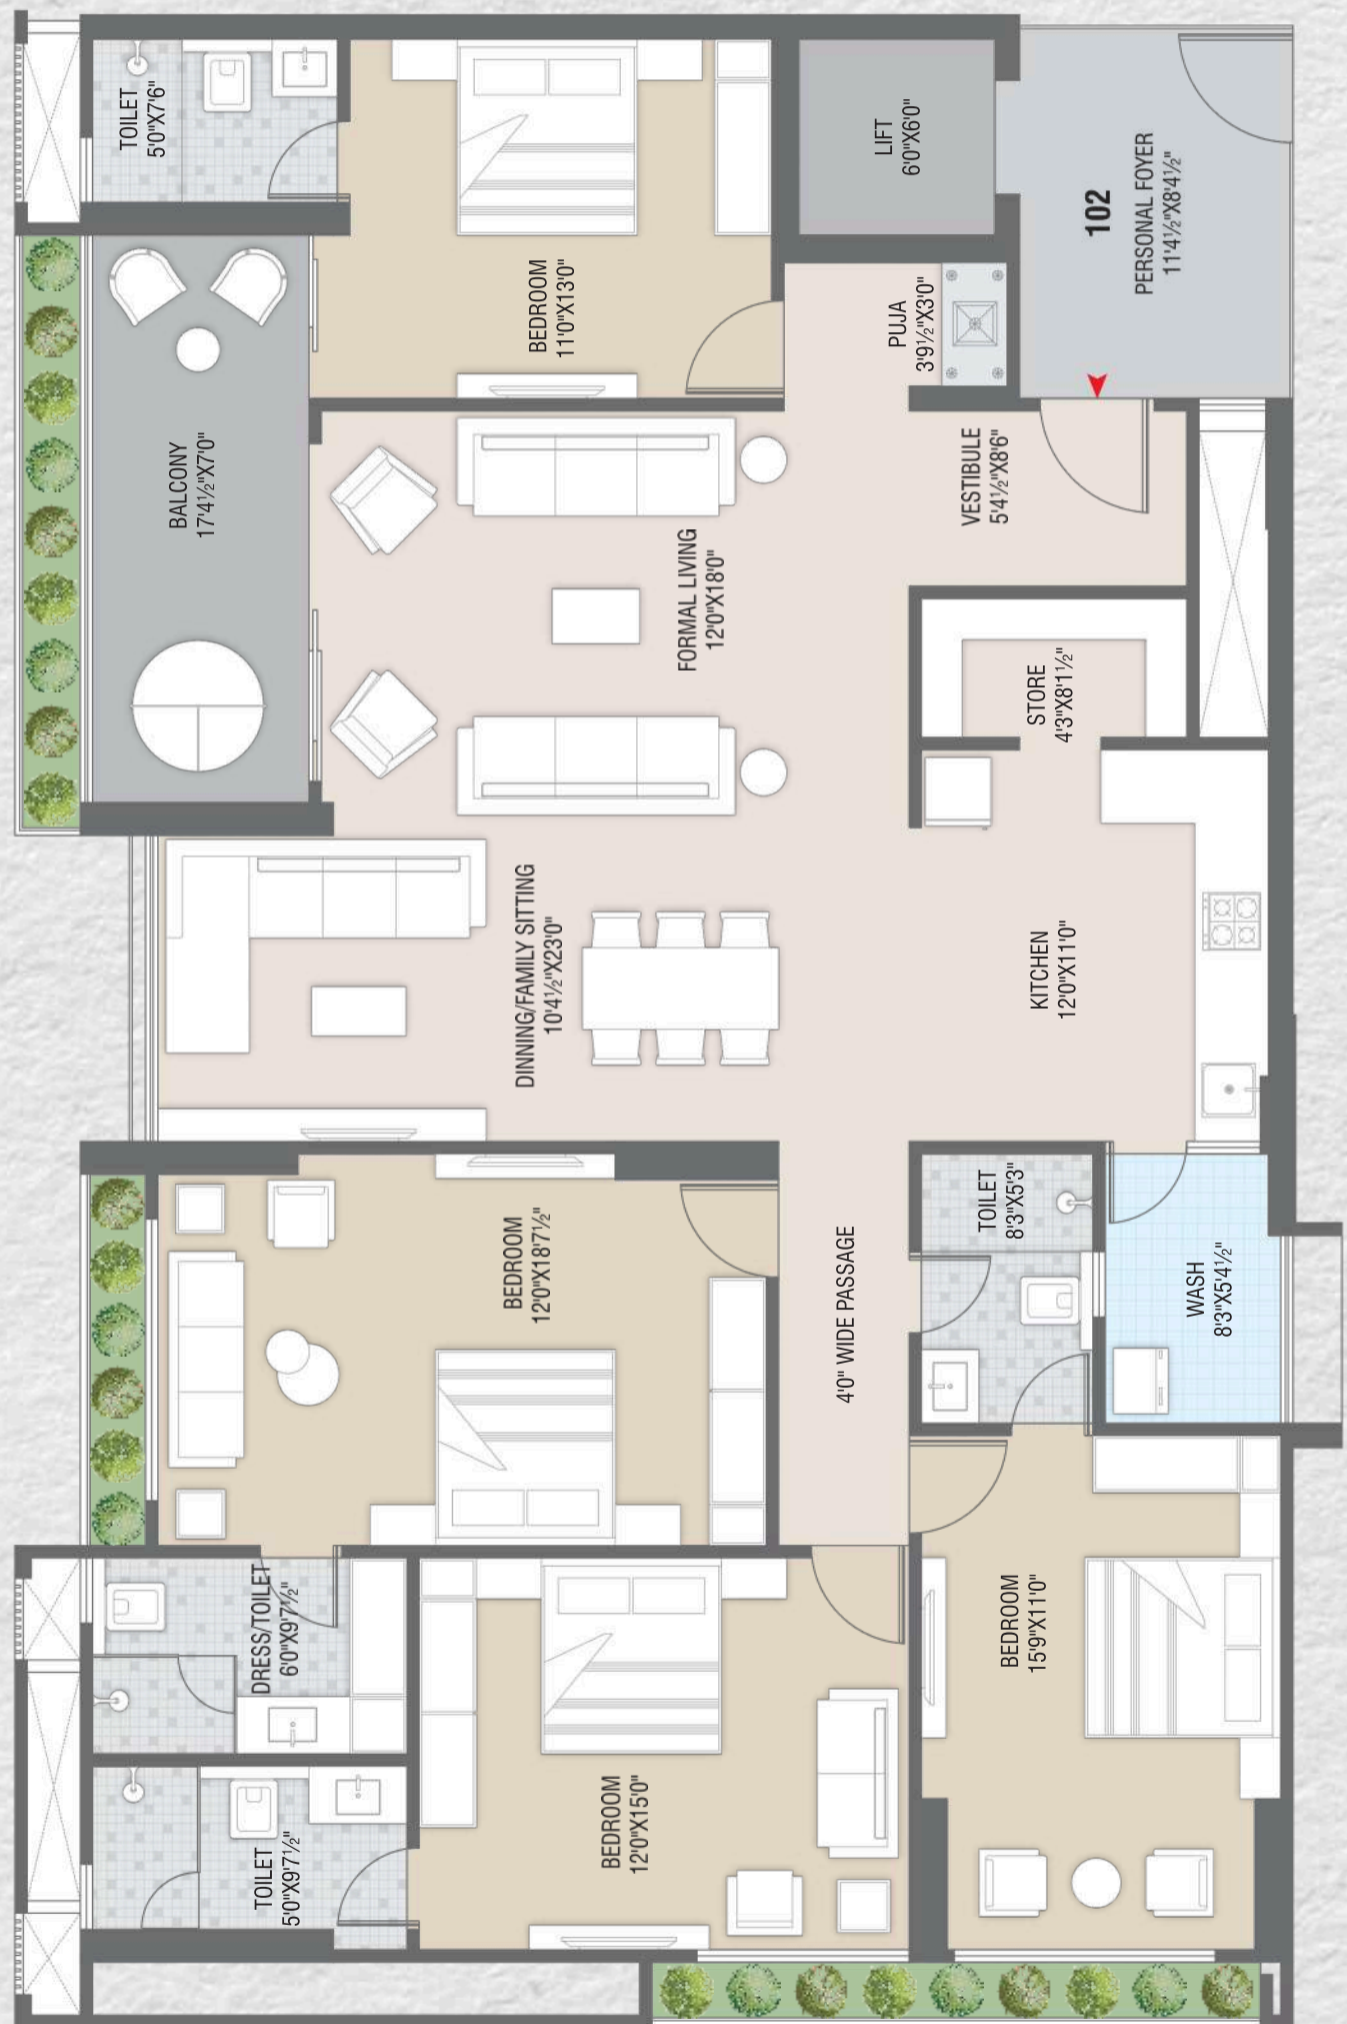 TOILET
5'0"X7'6"
BEDROOM
11'0"X13'0"
LIFT
6'0"X6'0"
102
PERSONAL FOYER
11'4½"X8'4½"
PUJA
3'9½"X3'0"
BALCONY
17'4½"X7'0"
VESTIBULE
5'4½"X8'6"
FORMAL LIVING
12'0"X18'0"
STORE
4'3"X8'1½"
DINNING/FAMILY SITTING
10'4½"X23'0"
KITCHEN
12'0"X11'0"
BEDROOM
12'0"X18'7½"
4'0" WIDE PASSAGE
TOILET
8'3"X5'3"
WASH
8'3"X5'4½"
DRESS/TOILET
6'0"X9'7½"
BEDROOM
15'9"X11'0"
TOILET
5'0"X9'7½"
BEDROOM
12'0"X15'0"